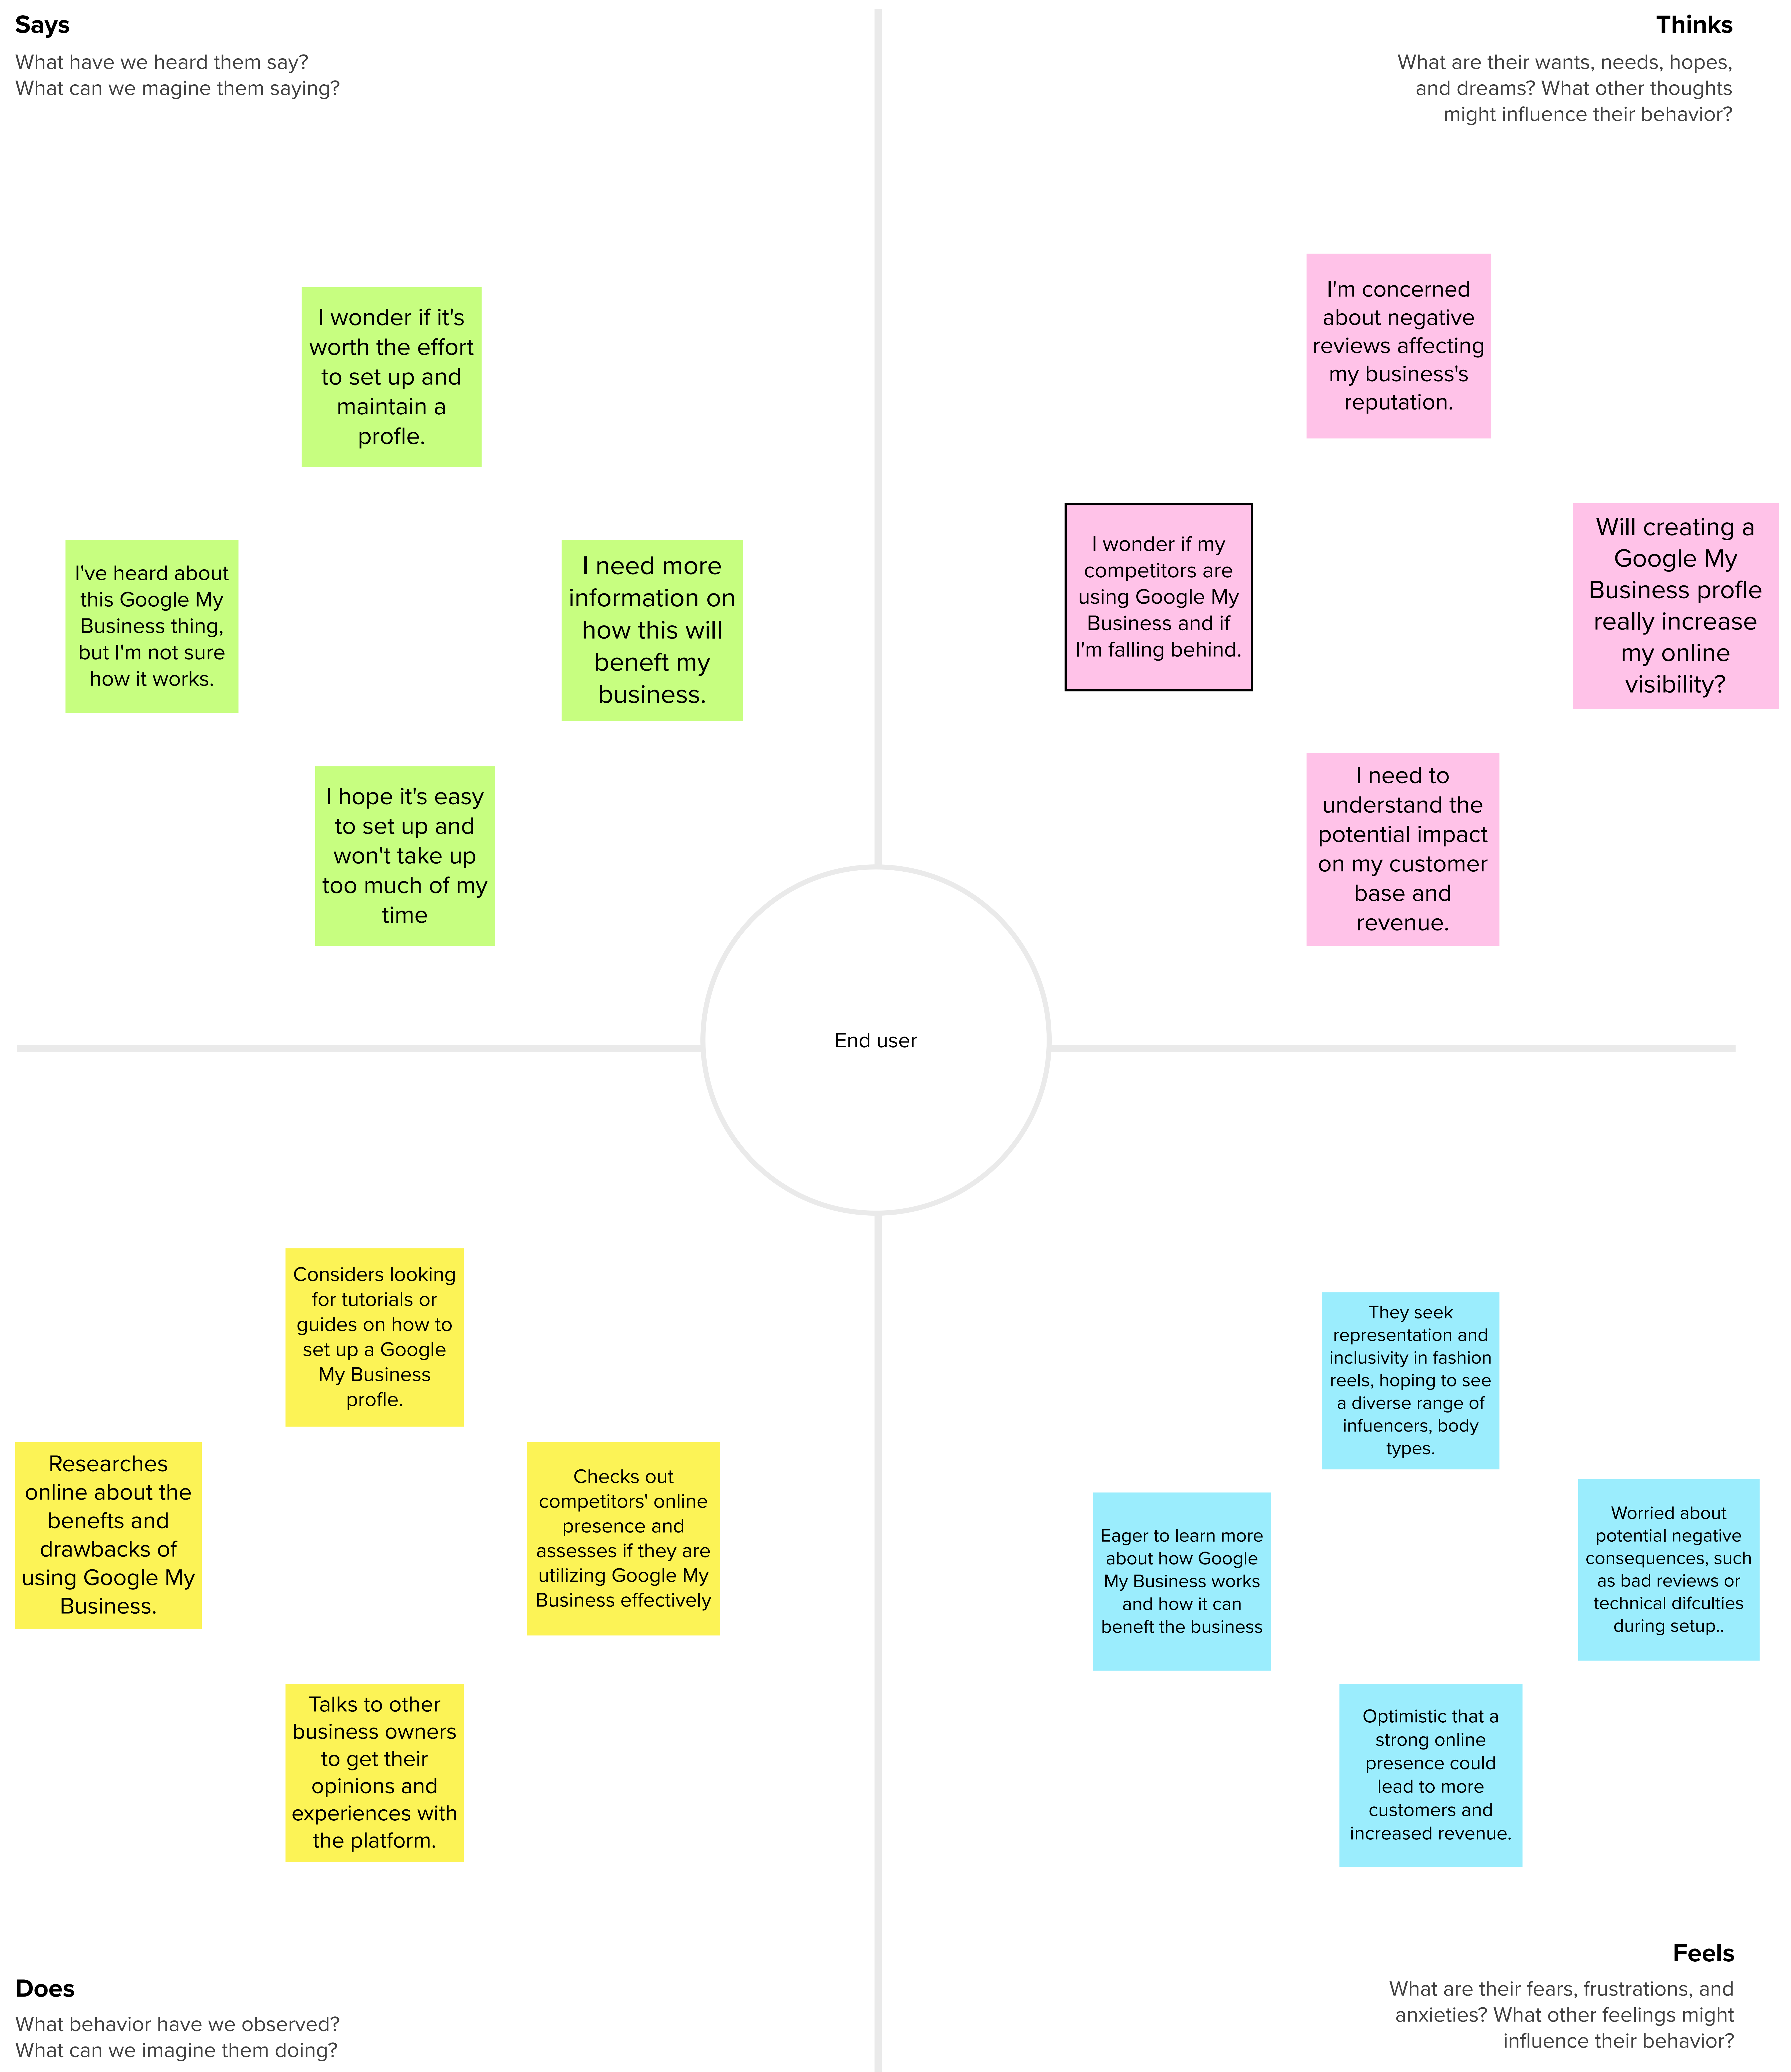 Says
What have we heard them say?
What can we magine them saying?
Thinks
What are their wants, needs, hopes,
and dreams? What other thoughts
might influence their behavior?
I wonder if it's
worth the effort
to set up and
maintain a
profle.
I've heard about
this Google My
Business thing,
but I'm not sure
how it works.
I need more
information on
how this will
beneft my
business.
I hope it's easy
to set up and
won't take up
too much of my
time
I'm concerned
about negative
reviews affecting
my business's
reputation.
I wonder if my
competitors are
using Google My
Business and if
I'm falling behind.
Will creating a
Google My
Business profle
really increase
my online
visibility?
I need to
understand the
potential impact
on my customer
base and
revenue.
End user
Considers looking
for tutorials or
guides on how to
set up a Google
My Business
profle.
Researches
online about the
benefts and
drawbacks of
using Google My
Business.
Checks out
competitors' online
presence and
assesses if they are
utilizing Google My
Business effectively
Talks to other
business owners
to get their
opinions and
experiences with
the platform.
They seek
representation and
inclusivity in fashion
reels, hoping to see
a diverse range of
infuencers, body
types.
Eager to learn more
about how Google
My Business works
and how it can
beneft the business
Worried about
potential negative
consequences, such
as bad reviews or
technical difculties
during setup..
Optimistic that a
strong online
presence could
lead to more
customers and
increased revenue.
Does
What behavior have we observed?
What can we imagine them doing?
Feels
What are their fears, frustrations, and
anxieties? What other feelings might
influence their behavior?